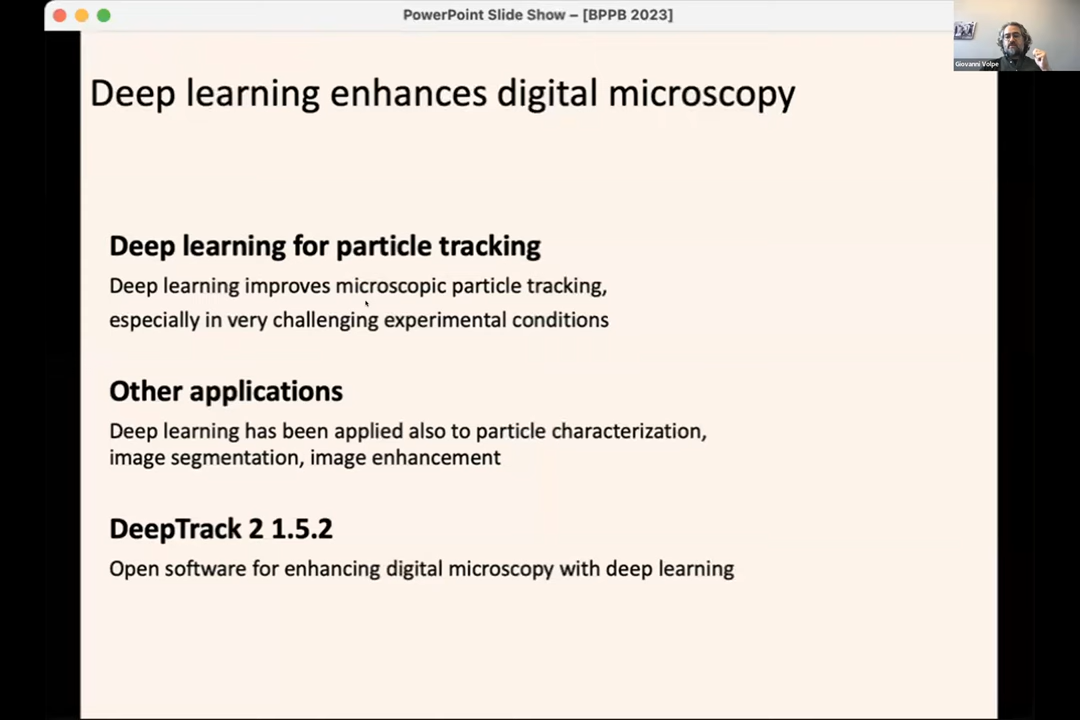 PowerPoint Slide Show – [BPPB 2023]
Giovanni Volpe
Deep learning enhances digital microscopy
Deep learning for particle tracking
Deep learning improves microscopic particle tracking,
especially in very challenging experimental conditions
Other applications
Deep learning has been applied also to particle characterization,
image segmentation, image enhancement
DeepTrack 2 1.5.2
Open software for enhancing digital microscopy with deep learning